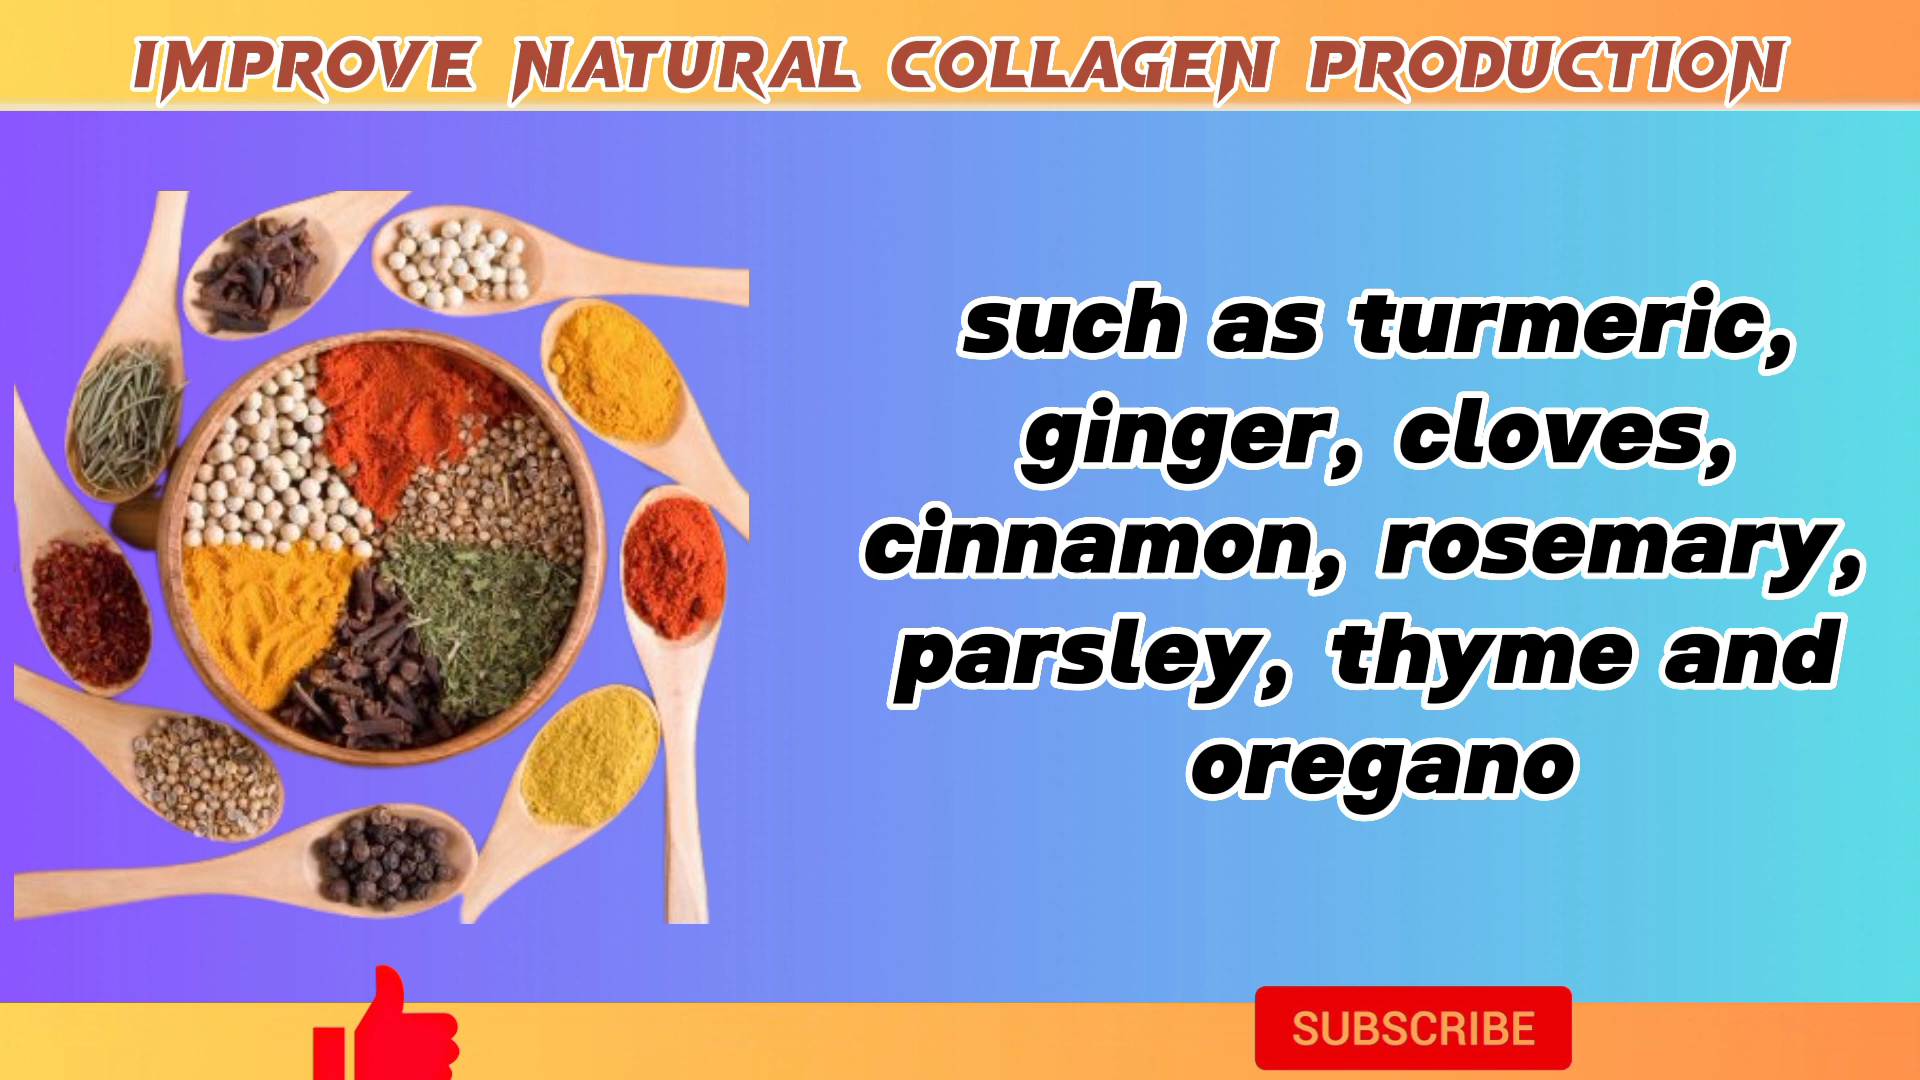 IMPROVE NATURAL COLLAGEN PRODUCTION
such as turmeric,
ginger, cloves,
cinnamon, rosemary,
parsley, thyme and
oregano
SUBSCRIBE